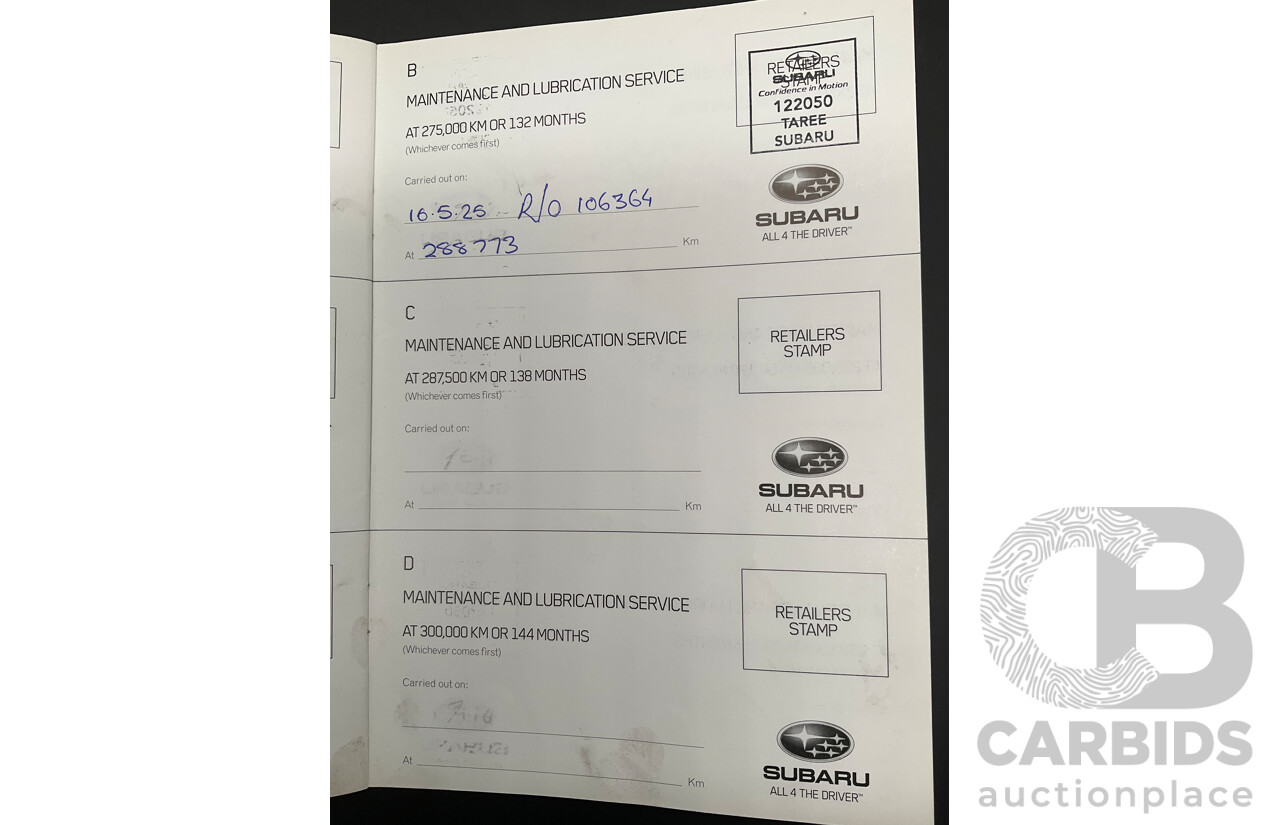 B
MAINTENANCE AND LUBRICATION SERVICE
AT 275,000 KM OR 132 MONTHS
(Whichever comes first)
Carried out on:
16.5.25 R/O 106364
At 288773 Km
RETAILERS
STAMP
SUBARU
Confidence in Motion
122050
TAREE
SUBARU
SUBARU
ALL 4 THE DRIVER™
C
MAINTENANCE AND LUBRICATION SERVICE
AT 287,500 KM OR 138 MONTHS
(Whichever comes first)
Carried out on:
At Km
RETAILERS
STAMP
SUBARU
ALL 4 THE DRIVER™
D
MAINTENANCE AND LUBRICATION SERVICE
AT 300,000 KM OR 144 MONTHS
(Whichever comes first)
Carried out on:
At Km
RETAILERS
STAMP
SUBARU
ALL 4 THE DRIVER™
CB
CARBIDS
auctionplace